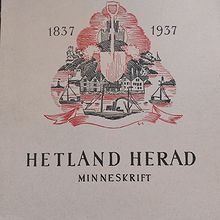 1837 1937
HETLAND HERAD
MINNESKRIFT